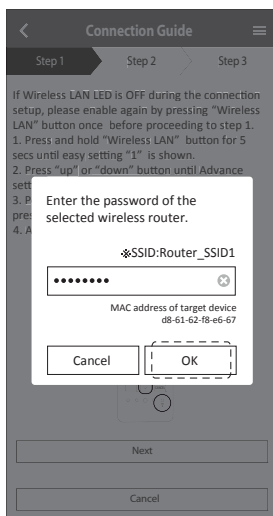 Connection Guide
Step 1
Step 2
Step 3
If Wireless LAN LED is OFF during the connection
setup, please enable again by pressing "Wireless
LAN" button once before proceeding to step 1.
1. Press and hold "Wireless LAN" button for 5
secs until easy setting "1" is shown.
2. Press "up" or "down" button until Advance
sett
3. P
pres
4. A
Enter the password of the
selected wireless router.
※SSID:Router_SSID1
••••••••
MAC address of target device
d8-61-62-f8-e6-67
Cancel
OK
Next
Cancel